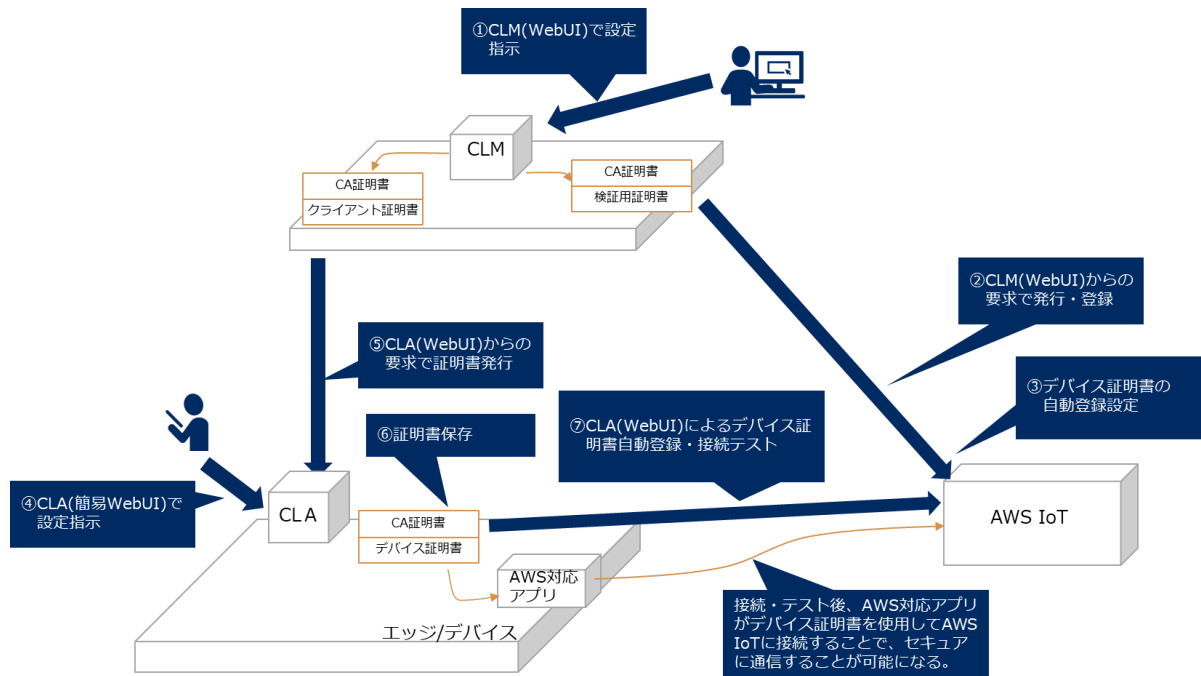 ①CLM(WebUI)で設定
指示
CLM
CA証明書
クライアント証明書
CA証明書
検証用証明書
②CLM(WebUI)からの
要求で発行・登録
⑤CLA(WebUI)からの
要求で証明書発行
③デバイス証明書の
自動登録設定
⑥証明書保存
⑦CLA(WebUI)によるデバイス証
明書自動登録・接続テスト
④CLA(簡易WebUI)で
設定指示
CLA
CA証明書
デバイス証明書
AWS IoT
AWS対応
アプリ
エッジ/デバイス
接続・テスト後、AWS対応アプリ
がデバイス証明書を使用してAWS
IoTに接続することで、セキュア
に通信することが可能になる。